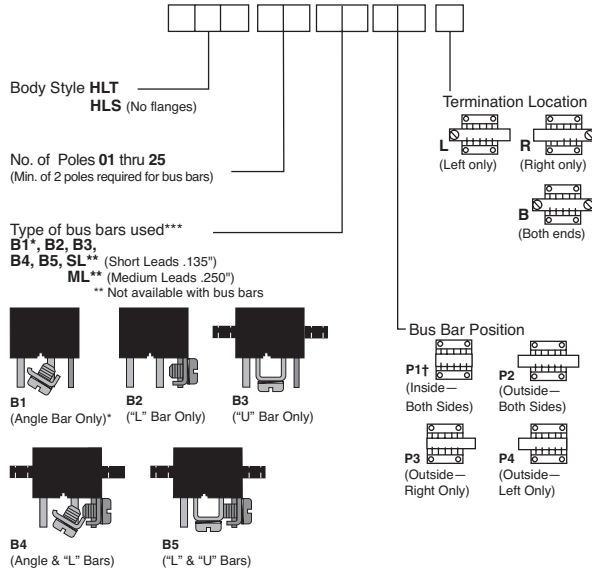 Body Style HLT
HLS (No flanges)
No. of Poles 01 thru 25
(Min. of 2 poles required for bus bars)
Type of bus bars used***
B1*, B2, B3,
B4, B5, SL** (Short Leads .135")
ML** (Medium Leads .250")
** Not available with bus bars
B1
(Angle Bar Only)*
B2
("L" Bar Only)
B3
("U" Bar Only)
B4
(Angle & "L" Bars)
B5
("L" & "U" Bars)
Termination Location
L
(Left only)
R
(Right only)
B
(Both ends)
Bus Bar Position
P1†
(Inside—
Both Sides)
P2
(Outside—
Both Sides)
P3
(Outside—
Right Only)
P4
(Outside—
Left Only)